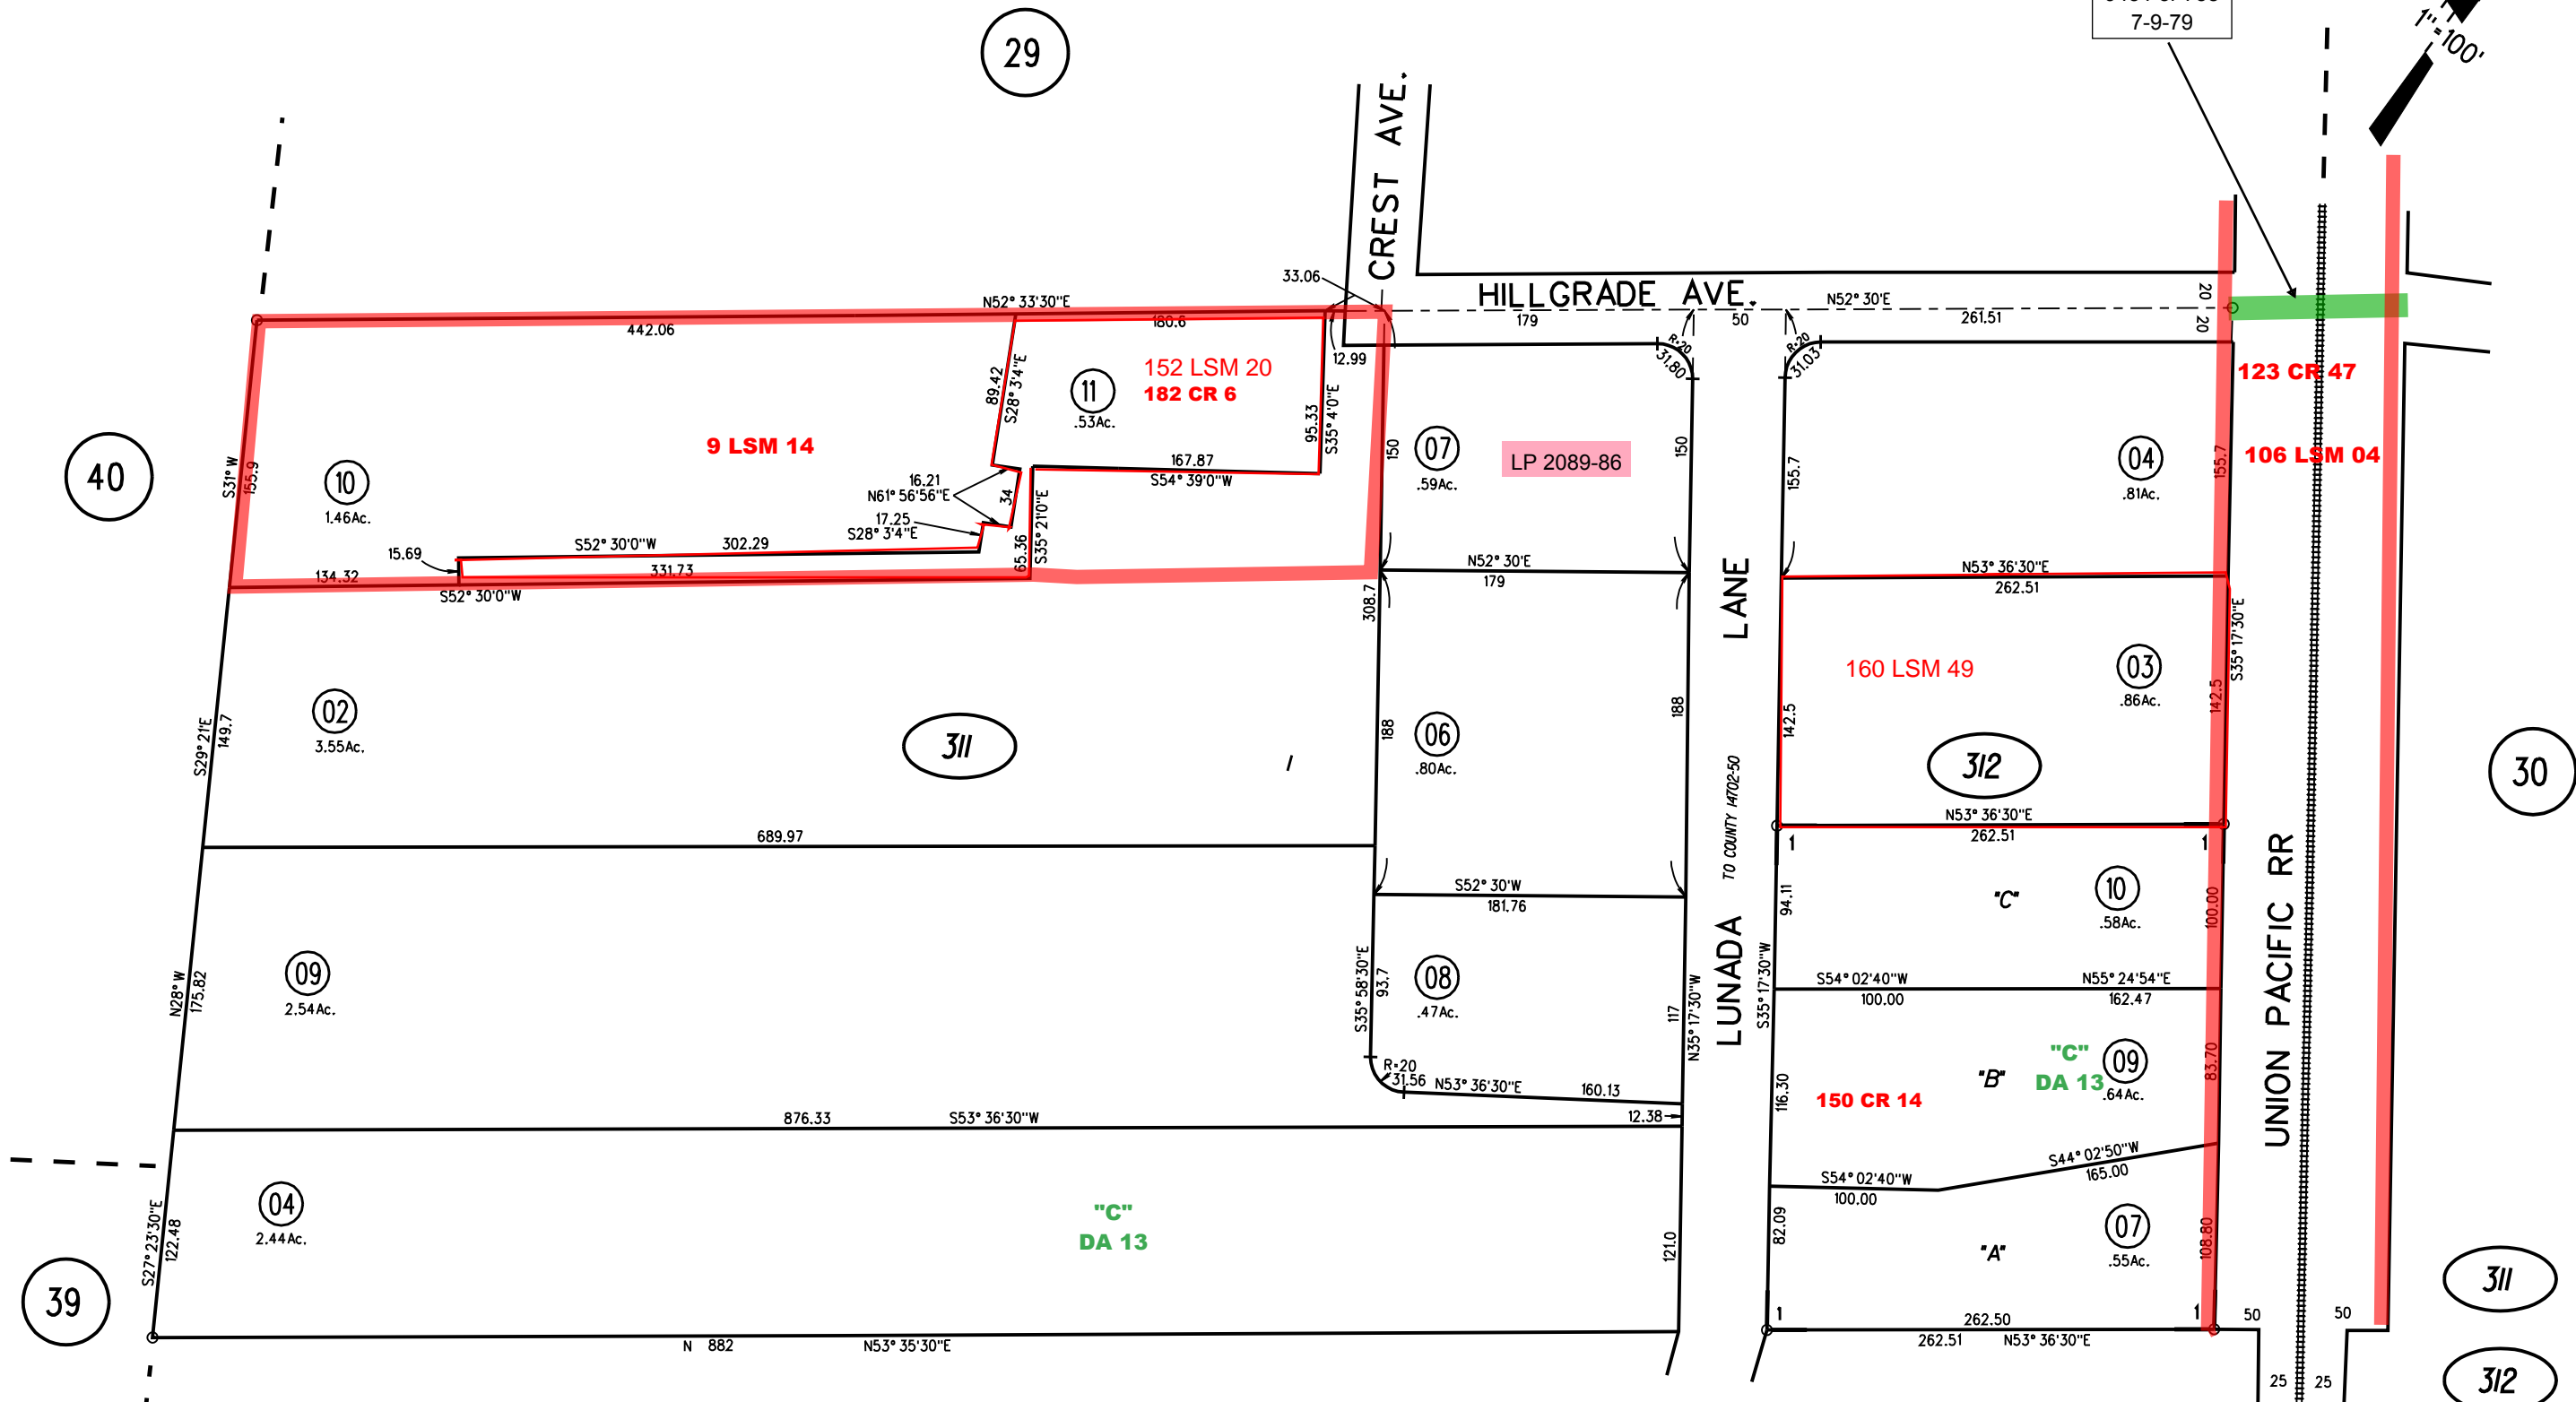 29
7-9-79
1"=100'
CREST AVE.
33.06
HILLGRADE AVE.
N52° 33'30"E
442.06
180.6
12.99
179
50
N52° 30'E
261.51
20
20
R=20
31.80
R=20
31.03
152 LSM 20
182 CR 6
11
.53Ac.
89.42
S28° 3'4"E
95.33
S35° 4'0"E
9 LSM 14
40
S31° W
155.9
10
1.46Ac.
16.21
N61° 56'56"E
34
17.25
S28° 3'4"E
167.87
S54° 39'0"W
65.36
S35° 21'0"E
15.69
S52° 30'0"W
302.29
134.32
331.73
S52° 30'0"W
150
07
.59Ac.
LP 2089-86
150
155.7
04
.81Ac.
155.7
123 CR 47
106 LSM 04
N52° 30'E
179
308.7
N53° 36'30"E
262.51
S35° 17'30"E
160 LSM 49
03
.86Ac.
142.5
142.5
312
N53° 36'30"E
262.51
1
1
02
3.55Ac.
S29° 21'E
149.7
311
1
188
06
.80Ac.
188
LUNADA LANE
TO COUNTY 14702-50
30
689.97
S52° 30'W
181.76
94.11
"C"
10
.58Ac.
100.00
UNION PACIFIC RR
N28° W
175.82
09
2.54Ac.
S35° 58'30"E
93.7
08
.47Ac.
117
N35° 17'30"W
S35° 17'30"W
S54° 02'40"W
100.00
N55° 24'54"E
162.47
R=20
31.56
N53° 36'30"E
160.13
12.38
116.30
150 CR 14
"B"
"C"
DA 13
09
.64Ac.
83.70
876.33
S53° 36'30"W
S54° 02'40"W
100.00
S44° 02'50"W
165.00
04
2.44Ac.
S27° 23'30"E
122.48
"C"
DA 13
121.0
82.09
"A"
07
.55Ac.
108.80
39
N 882
N53° 35'30"E
1
262.50
1
262.51
N53° 36'30"E
50
50
25
25
311
312